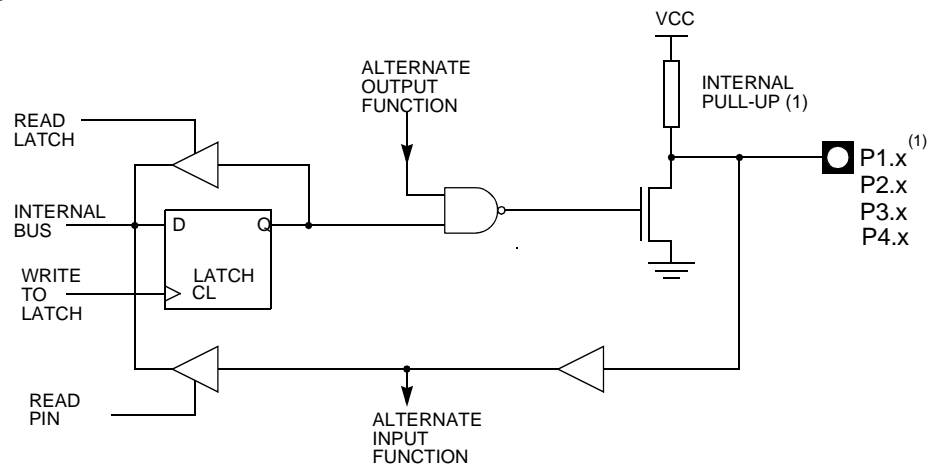 VCC
ALTERNATE
OUTPUT
FUNCTION
INTERNAL
PULL-UP (1)
READ
LATCH
P1.x(1)
P2.x
P3.x
P4.x
INTERNAL
BUS
D
Q
LATCH
CL
WRITE
TO
LATCH
READ
PIN
ALTERNATE
INPUT
FUNCTION